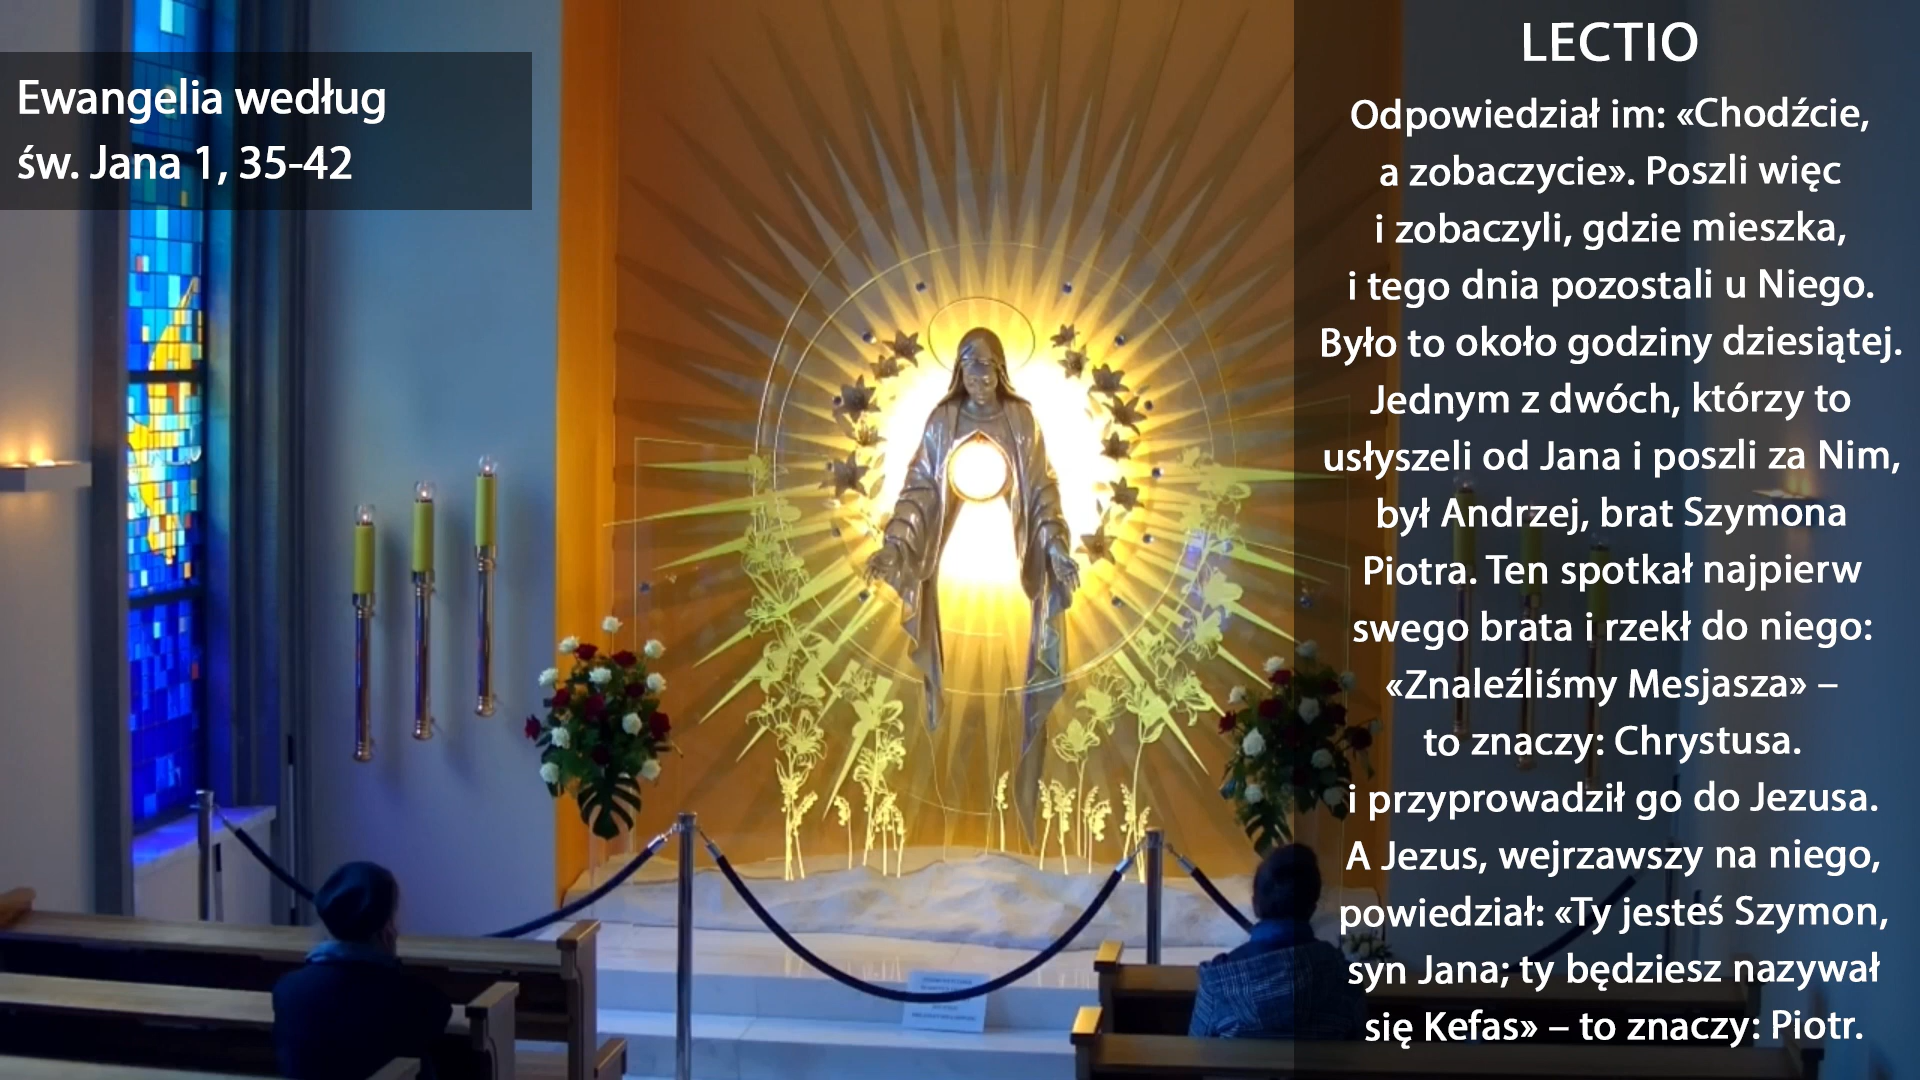 Ewangelia według
św. Jana 1, 35-42
LECTIO
Odpowiedział im: «Chodźcie,
a zobaczycie». Poszli więc
i zobaczyli, gdzie mieszka,
i tego dnia pozostali u Niego.
Było to około godziny dziesiątej.
Jednym z dwóch, którzy to
usłyszeli od Jana i poszli za Nim,
był Andrzej, brat Szymona
Piotra. Ten spotkał najpierw
swego brata i rzekł do niego:
«Znaleźliśmy Mesjasza» –
to znaczy: Chrystusa.
i przyprowadził go do Jezusa.
A Jezus, wejrzawszy na niego,
powiedział: «Ty jesteś Szymon,
syn Jana; ty będziesz nazywał
się Kefas» – to znaczy: Piotr.